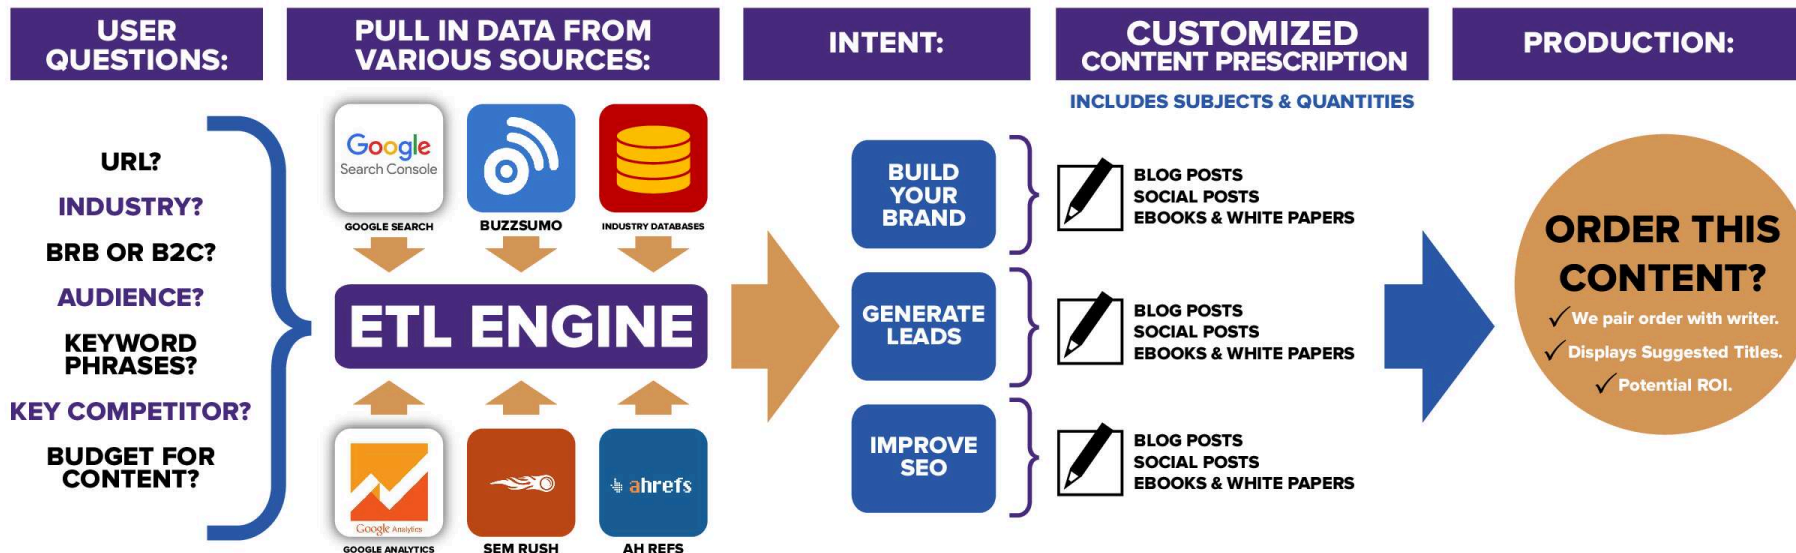 USER
QUESTIONS:
URL?
INDUSTRY?
BRB OR B2C?
AUDIENCE?
KEYWORD
PHRASES?
KEY COMPETITOR?
BUDGET FOR
CONTENT?
PULL IN DATA FROM
VARIOUS SOURCES:
Google
Search Console
GOOGLE SEARCH
BUZZSUMO
INDUSTRY DATABASES
ETL ENGINE
Google Analytics
GOOGLE ANALYTICS
SEM RUSH
ahrefs
AH REFS
INTENT:
BUILD
YOUR
BRAND
GENERATE
LEADS
IMPROVE
SEO
CUSTOMIZED
CONTENT PRESCRIPTION
INCLUDES SUBJECTS & QUANTITIES
BLOG POSTS
SOCIAL POSTS
EBOOKS & WHITE PAPERS
BLOG POSTS
SOCIAL POSTS
EBOOKS & WHITE PAPERS
BLOG POSTS
SOCIAL POSTS
EBOOKS & WHITE PAPERS
PRODUCTION:
ORDER THIS
CONTENT?
✓ We pair order with writer.
✓ Displays Suggested Titles.
✓ Potential ROI.